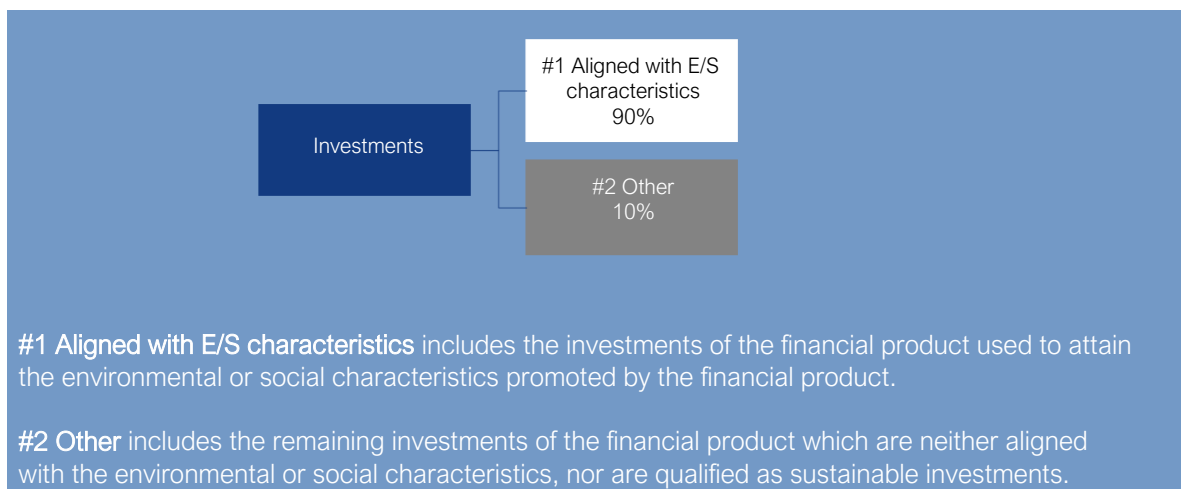 #1 Aligned with E/S
characteristics
90%
Investments
#2 Other
10%
#1 Aligned with E/S characteristics includes the investments of the financial product used to attain
the environmental or social characteristics promoted by the financial product.
#2 Other includes the remaining investments of the financial product which are neither aligned
with the environmental or social characteristics, nor are qualified as sustainable investments.